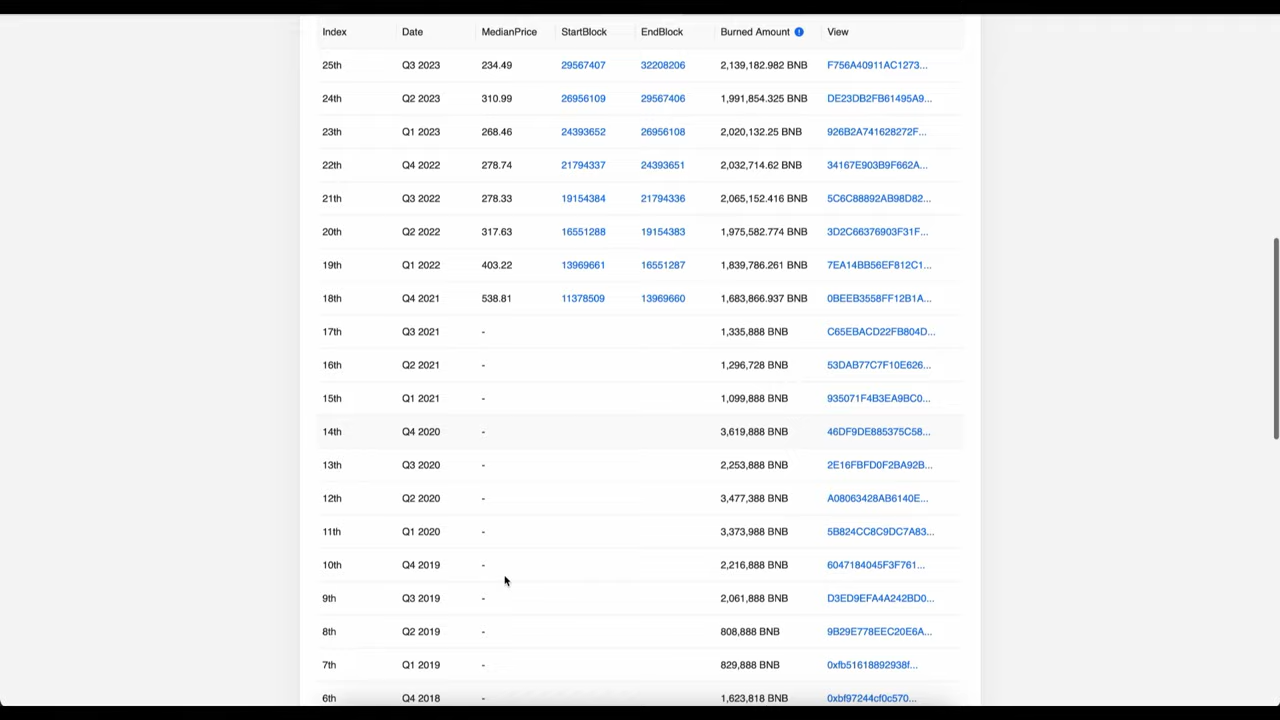 Index Date MedianPrice StartBlock EndBlock Burned Amount View
25th Q3 2023 234.49 29567407 32208206 2,139,182.982 BNB F756A40911AC1273...
24th Q2 2023 310.99 26956109 29567406 1,991,854.325 BNB DE23DB2FB61495A9...
23th Q1 2023 268.46 24393652 26956108 2,020,132.25 BNB 926B2A741628272F...
22th Q4 2022 278.74 21794337 24393651 2,032,714.62 BNB 34167E903B9F662A...
21th Q3 2022 278.33 19154384 21794336 2,065,152.416 BNB 5C6C88892AB98D82...
20th Q2 2022 317.63 16551288 19154383 1,975,582.774 BNB 3D2C66376903F31F...
19th Q1 2022 403.22 13969661 16551287 1,839,786.261 BNB 7EA14BB56EF812C1...
18th Q4 2021 538.81 11378509 13969660 1,683,866.937 BNB 0BEEB3558FF12B1A...
17th Q3 2021 - 1,335,888 BNB C65EBACD22FB804D...
16th Q2 2021 - 1,296,728 BNB 53DAB77C7F10E626...
15th Q1 2021 - 1,099,888 BNB 935071F4B3EA9BC0...
14th Q4 2020 - 3,619,888 BNB 46DF9DE885375C58...
13th Q3 2020 - 2,253,888 BNB 2E16FBFD0F2BA92B...
12th Q2 2020 - 3,477,388 BNB A08063428AB6140E...
11th Q1 2020 - 3,373,988 BNB 5B824CC8C9DC7A83...
10th Q4 2019 - 2,216,888 BNB 6047184045F3F761...
9th Q3 2019 - 2,061,888 BNB D3ED9EFA4A242BD0...
8th Q2 2019 - 808,888 BNB 9B29E778EEC20E6A...
7th Q1 2019 - 829,888 BNB 0xfb51618892938f...
6th Q4 2018 - 1,623,818 BNB 0xbf97244cf0c570...